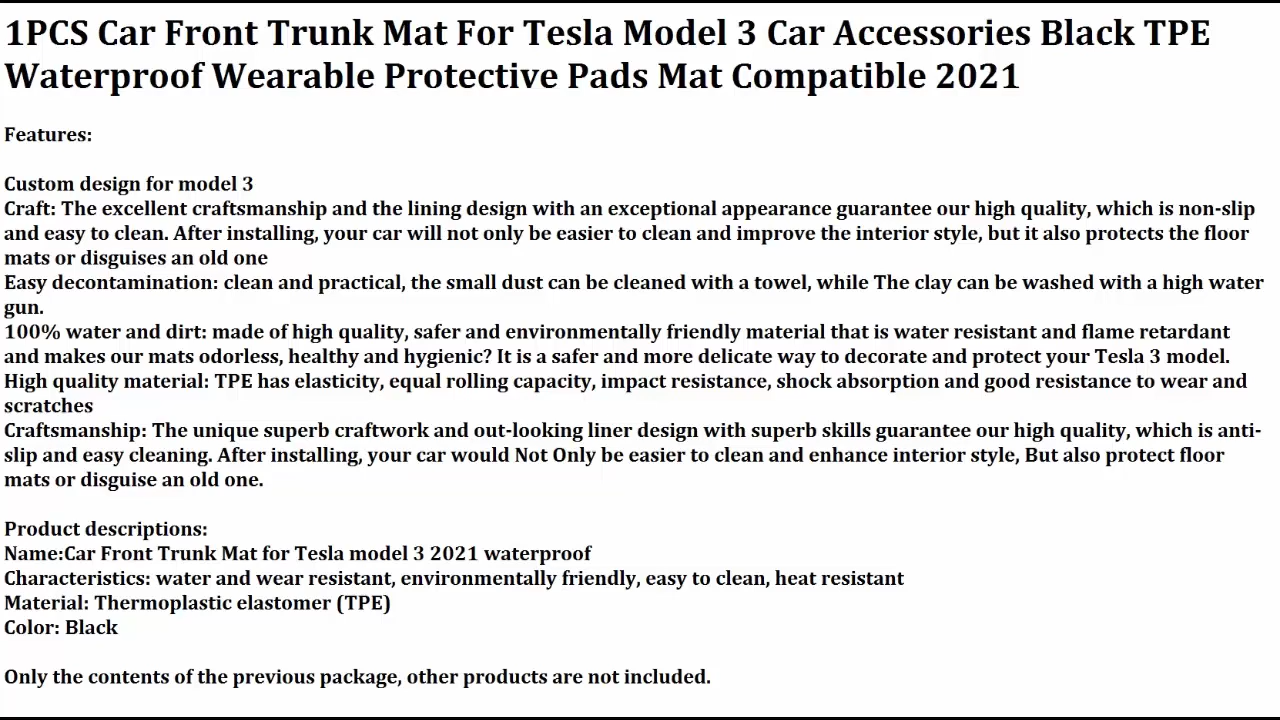 1PCS Car Front Trunk Mat For Tesla Model 3 Car Accessories Black TPE
Waterproof Wearable Protective Pads Mat Compatible 2021
Features:
Custom design for model 3
Craft: The excellent craftsmanship and the lining design with an exceptional appearance guarantee our high quality, which is non-slip
and easy to clean. After installing, your car will not only be easier to clean and improve the interior style, but it also protects the floor
mats or disguises an old one
Easy decontamination: clean and practical, the small dust can be cleaned with a towel, while The clay can be washed with a high water
gun.
100% water and dirt: made of high quality, safer and environmentally friendly material that is water resistant and flame retardant
and makes our mats odorless, healthy and hygienic? It is a safer and more delicate way to decorate and protect your Tesla 3 model.
High quality material: TPE has elasticity, equal rolling capacity, impact resistance, shock absorption and good resistance to wear and
scratches
Craftsmanship: The unique superb craftwork and out-looking liner design with superb skills guarantee our high quality, which is anti-
slip and easy cleaning. After installing, your car would Not Only be easier to clean and enhance interior style, But also protect floor
mats or disguise an old one.
Product descriptions:
Name:Car Front Trunk Mat for Tesla model 3 2021 waterproof
Characteristics: water and wear resistant, environmentally friendly, easy to clean, heat resistant
Material: Thermoplastic elastomer (TPE)
Color: Black
Only the contents of the previous package, other products are not included.